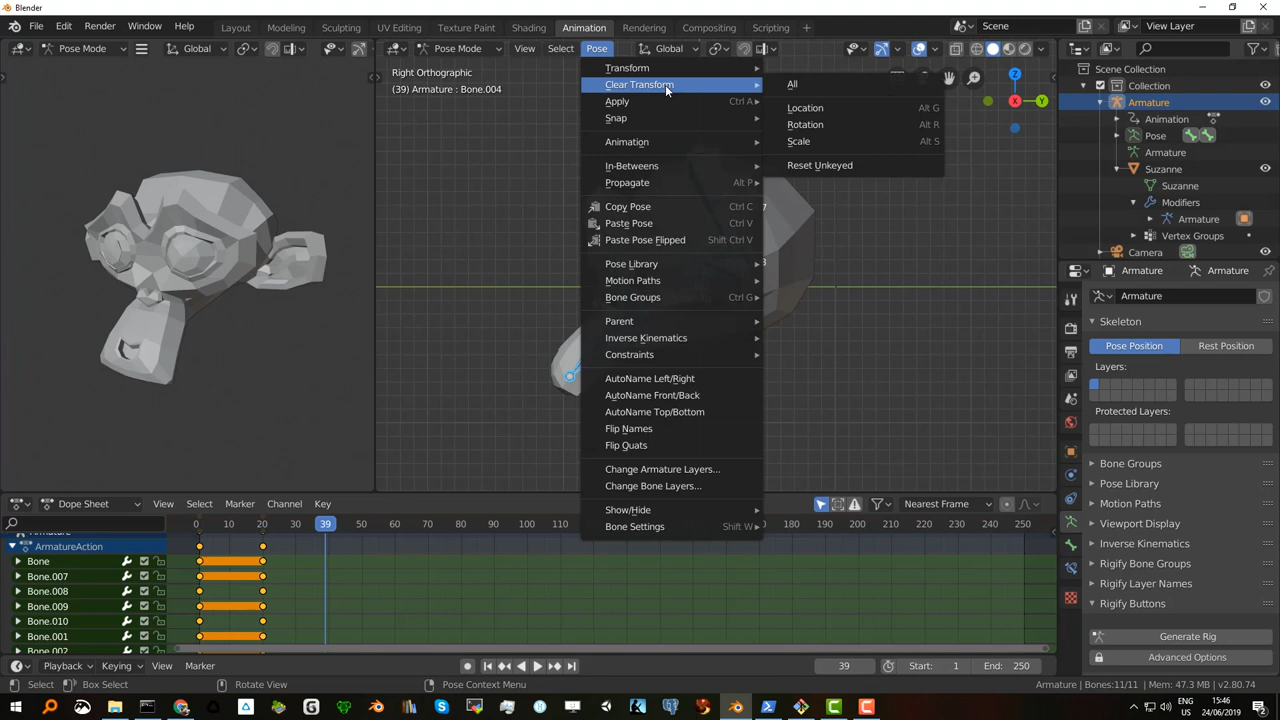 Blender
File Edit Render Window Help Layout Modeling Sculpting UV Editing Texture Paint Shading Animation Rendering Compositing Scripting Scene View Layer
Pose Mode Global Pose Mode View Select Pose Global
Right Orthographic
(39) Armature : Bone.004
Transform
Clear Transform
Apply Ctrl A
Snap
Animation
In-Betweens
Propagate Alt P
Copy Pose Ctrl C
Paste Pose Ctrl V
Paste Pose Flipped Shift Ctrl V
Pose Library
Motion Paths
Bone Groups Ctrl G
Parent
Inverse Kinematics
Constraints
AutoName Left/Right
AutoName Front/Back
AutoName Top/Bottom
Flip Names
Flip Quats
Change Armature Layers...
Change Bone Layers...
Show/Hide
Bone Settings Shift W
All
Location Alt G
Rotation Alt R
Scale Alt S
Reset Unkeyed
Z
X
Y
7
3
Scene Collection
Collection
Armature
Animation
Pose
Armature
Suzanne
Suzanne
Modifiers
Armature
Vertex Groups
Camera
Armature Armature
Armature
Skeleton
Pose Position Rest Position
Layers:
Protected Layers:
Bone Groups
Pose Library
Motion Paths
Viewport Display
Inverse Kinematics
Rigify Bone Groups
Rigify Layer Names
Rigify Buttons
Generate Rig
Advanced Options
Dope Sheet View Select Marker Channel Key Nearest Frame
0 10 20 39 50 60 70 80 90 100 110 180 190 200 210 220 230 240 250
ArmatureAction
Bone
Bone.007
Bone.008
Bone.009
Bone.010
Bone.001
Bone.002
Playback Keying View Marker 39 Start: 1 End: 250
Select Box Select Rotate View Pose Context Menu Armature | Bones:11/11 | Mem: 47.3 MB | v2.80.74
ENG 15:46
US 24/06/2019